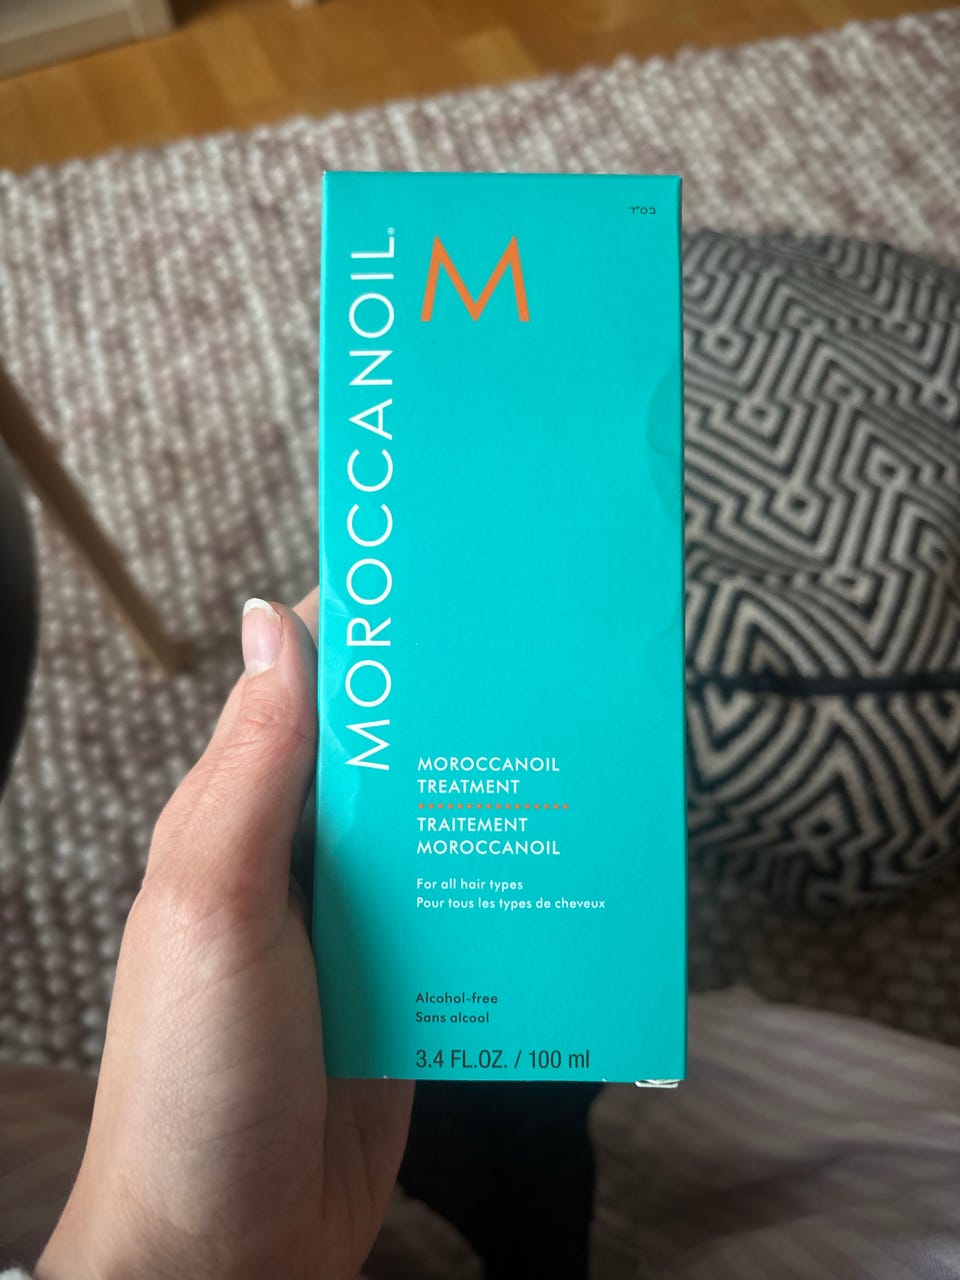 בס״ד
MOROCCANOIL®
M
MOROCCANOIL
TREATMENT
TRAITEMENT
MOROCCANOIL
For all hair types
Pour tous les types de cheveux
Alcohol-free
Sans alcool
3.4 FL.OZ. / 100 ml